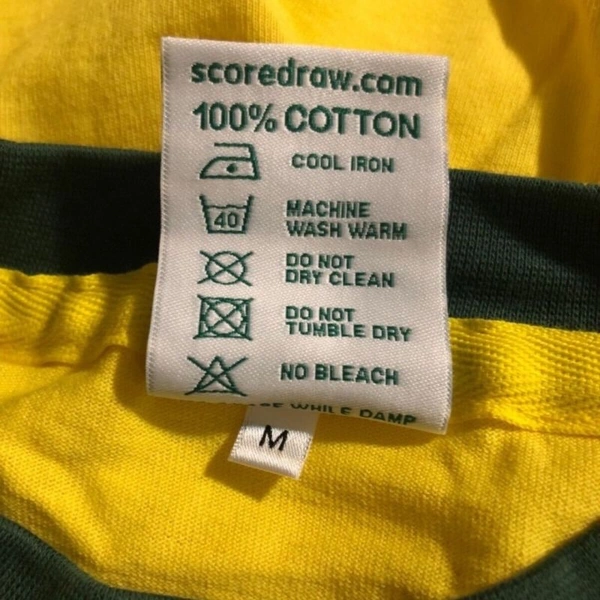 scoredraw.com
100% COTTON
COOL IRON
40
MACHINE
WASH WARM
DO NOT
DRY CLEAN
DO NOT
TUMBLE DRY
NO BLEACH
WHILE DAMP
M